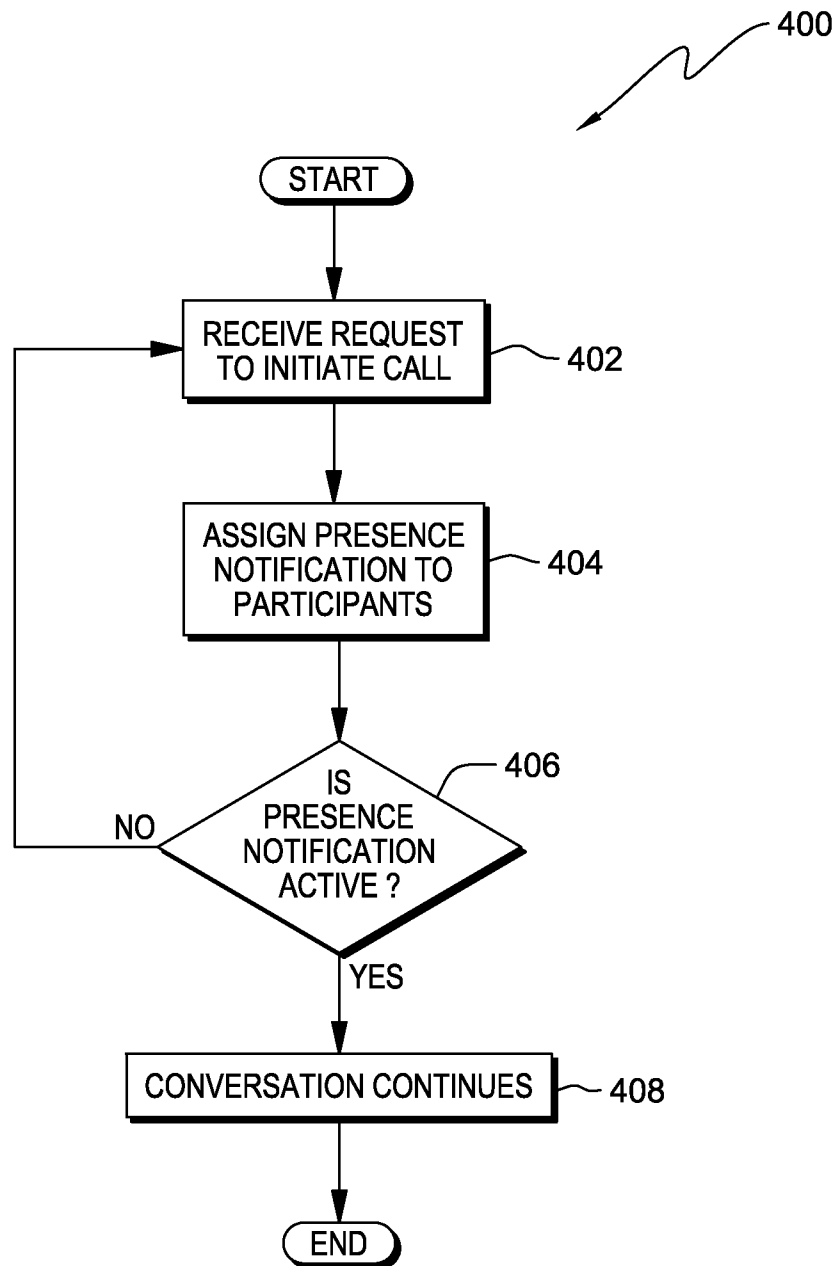 400
START
RECEIVE REQUEST
TO INITIATE CALL
402
ASSIGN PRESENCE
NOTIFICATION TO
PARTICIPANTS
404
IS
PRESENCE
NOTIFICATION
ACTIVE ?
406
NO
YES
CONVERSATION CONTINUES
408
END